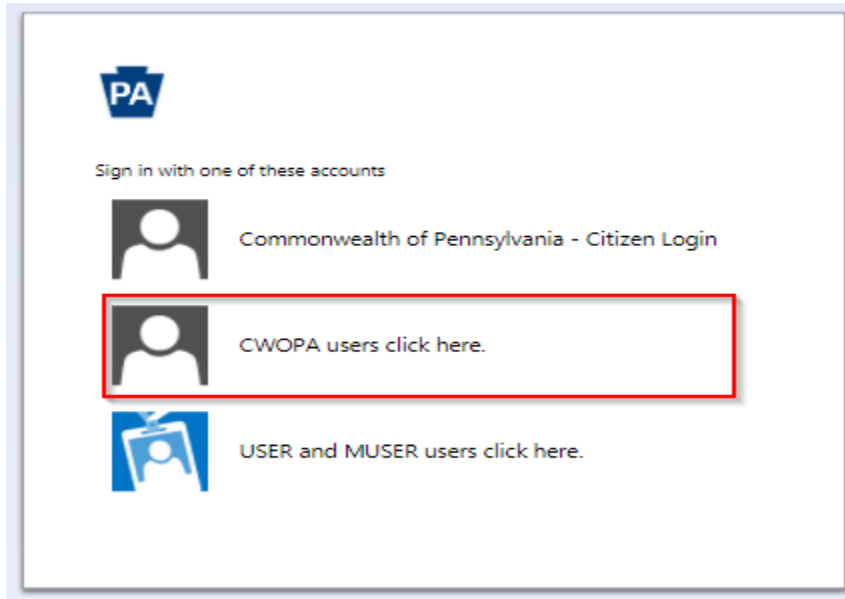 PA
Sign in with one of these accounts
Commonwealth of Pennsylvania - Citizen Login
CWOPA users click here.
USER and MUSER users click here.